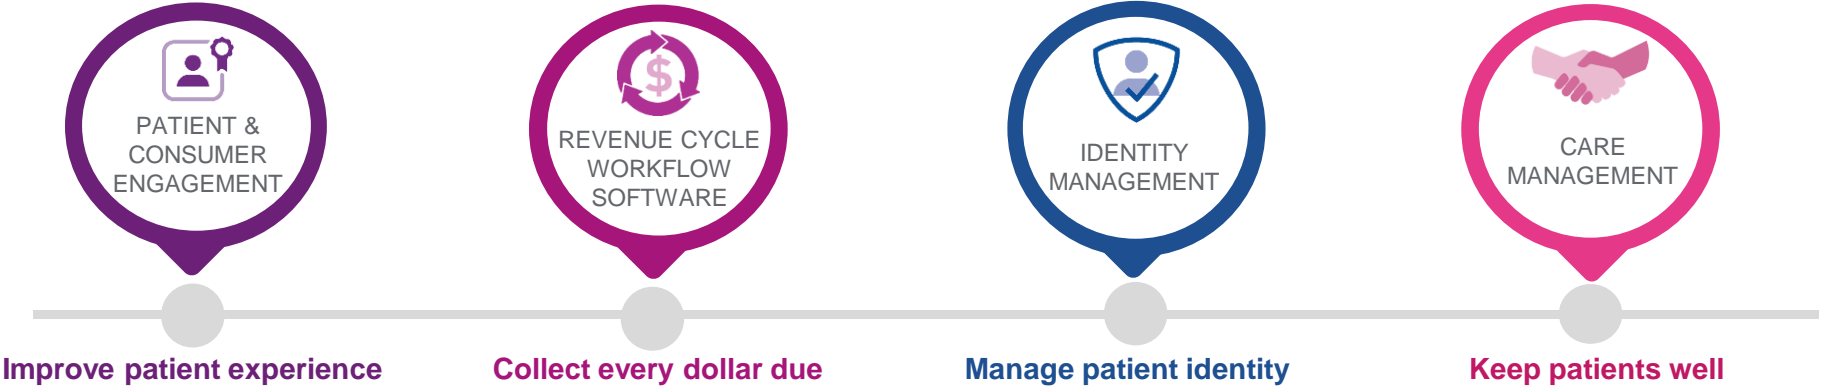 PATIENT &
CONSUMER
ENGAGEMENT
$
REVENUE CYCLE
WORKFLOW
SOFTWARE
IDENTITY
MANAGEMENT
CARE
MANAGEMENT
Improve patient experience
Collect every dollar due
Manage patient identity
Keep patients well